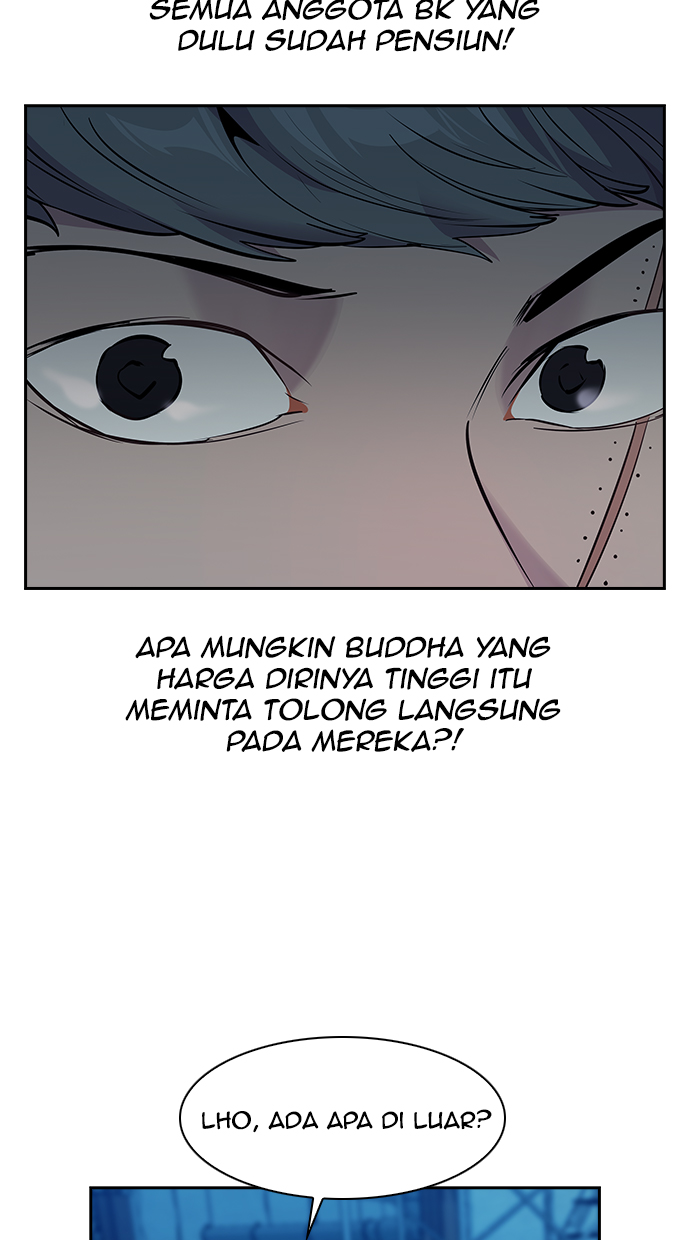 SEMUA ANGGOTA BK YANG
DULU SUDAH PENSIUN!
APA MUNGKIN BUDDHA YANG
HARGA DIRINYA TINGGI ITU
MEMINTA TOLONG LANGSUNG
PADA MEREKA?!
LHO, ADA APA DI LUAR?